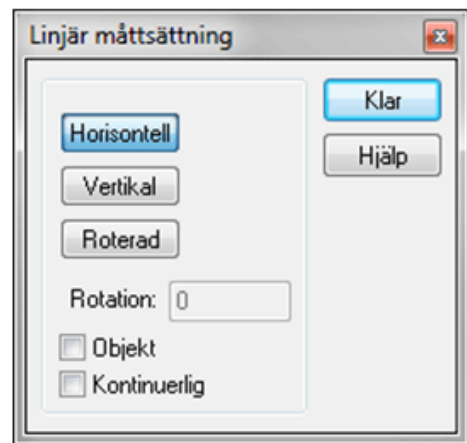 Linjär måttsättning
Horisontell
Vertikal
Roterad
Rotation: 0
Objekt
Kontinuerlig
Klar
Hjälp